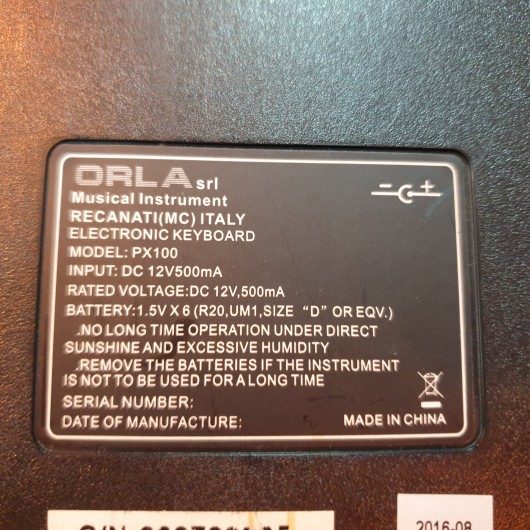 ORLA srl
Musical Instrument
RECANATI(MC) ITALY
ELECTRONIC KEYBOARD
MODEL: PX100
INPUT: DC 12V500mA
RATED VOLTAGE:DC 12V,500mA
BATTERY:1.5V X 6 (R20,UM1,SIZE “D” OR EQV.)
.NO LONG TIME OPERATION UNDER DIRECT
SUNSHINE AND EXCESSIVE HUMIDITY
.REMOVE THE BATTERIES IF THE INSTRUMENT
IS NOT TO BE USED FOR A LONG TIME
SERIAL NUMBER:
DATE OF MANUFACTURE:
MADE IN CHINA
2016-08